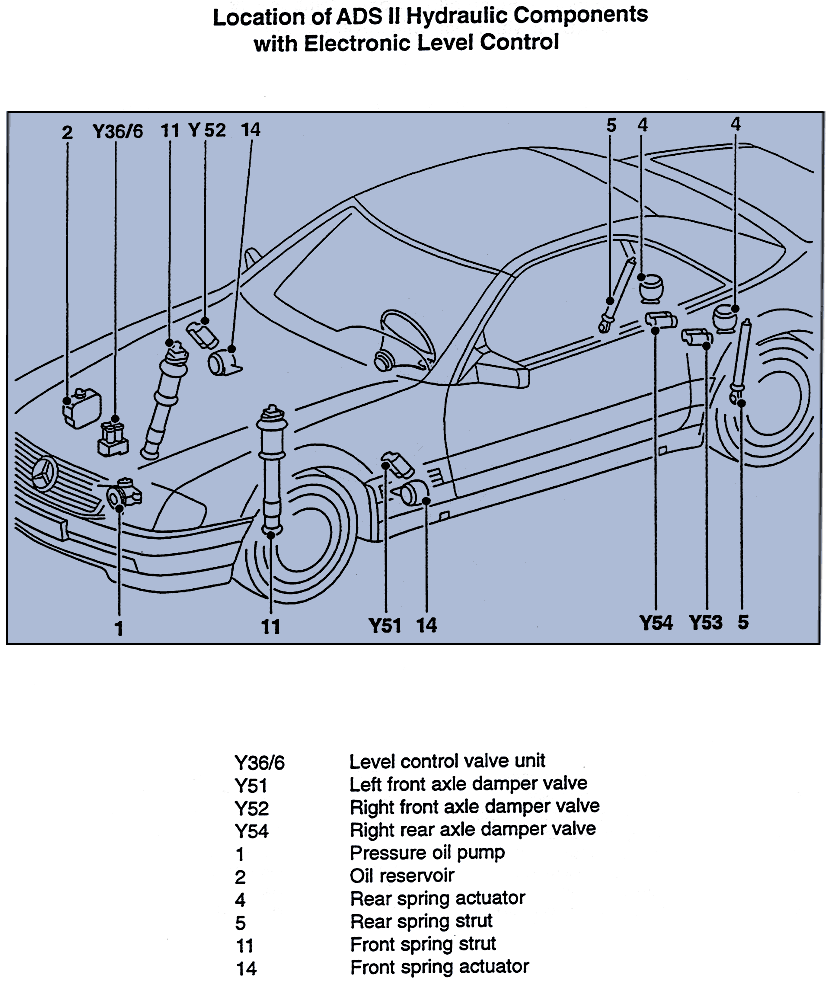 Location of ADS II Hydraulic Components
with Electronic Level Control
2 Y36/6 11 Y 52 14 5 4 4
1 11 Y51 14 Y54 Y53 5
Y36/6 Level control valve unit
Y51 Left front axle damper valve
Y52 Right front axle damper valve
Y54 Right rear axle damper valve
1 Pressure oil pump
2 Oil reservoir
4 Rear spring actuator
5 Rear spring strut
11 Front spring strut
14 Front spring actuator